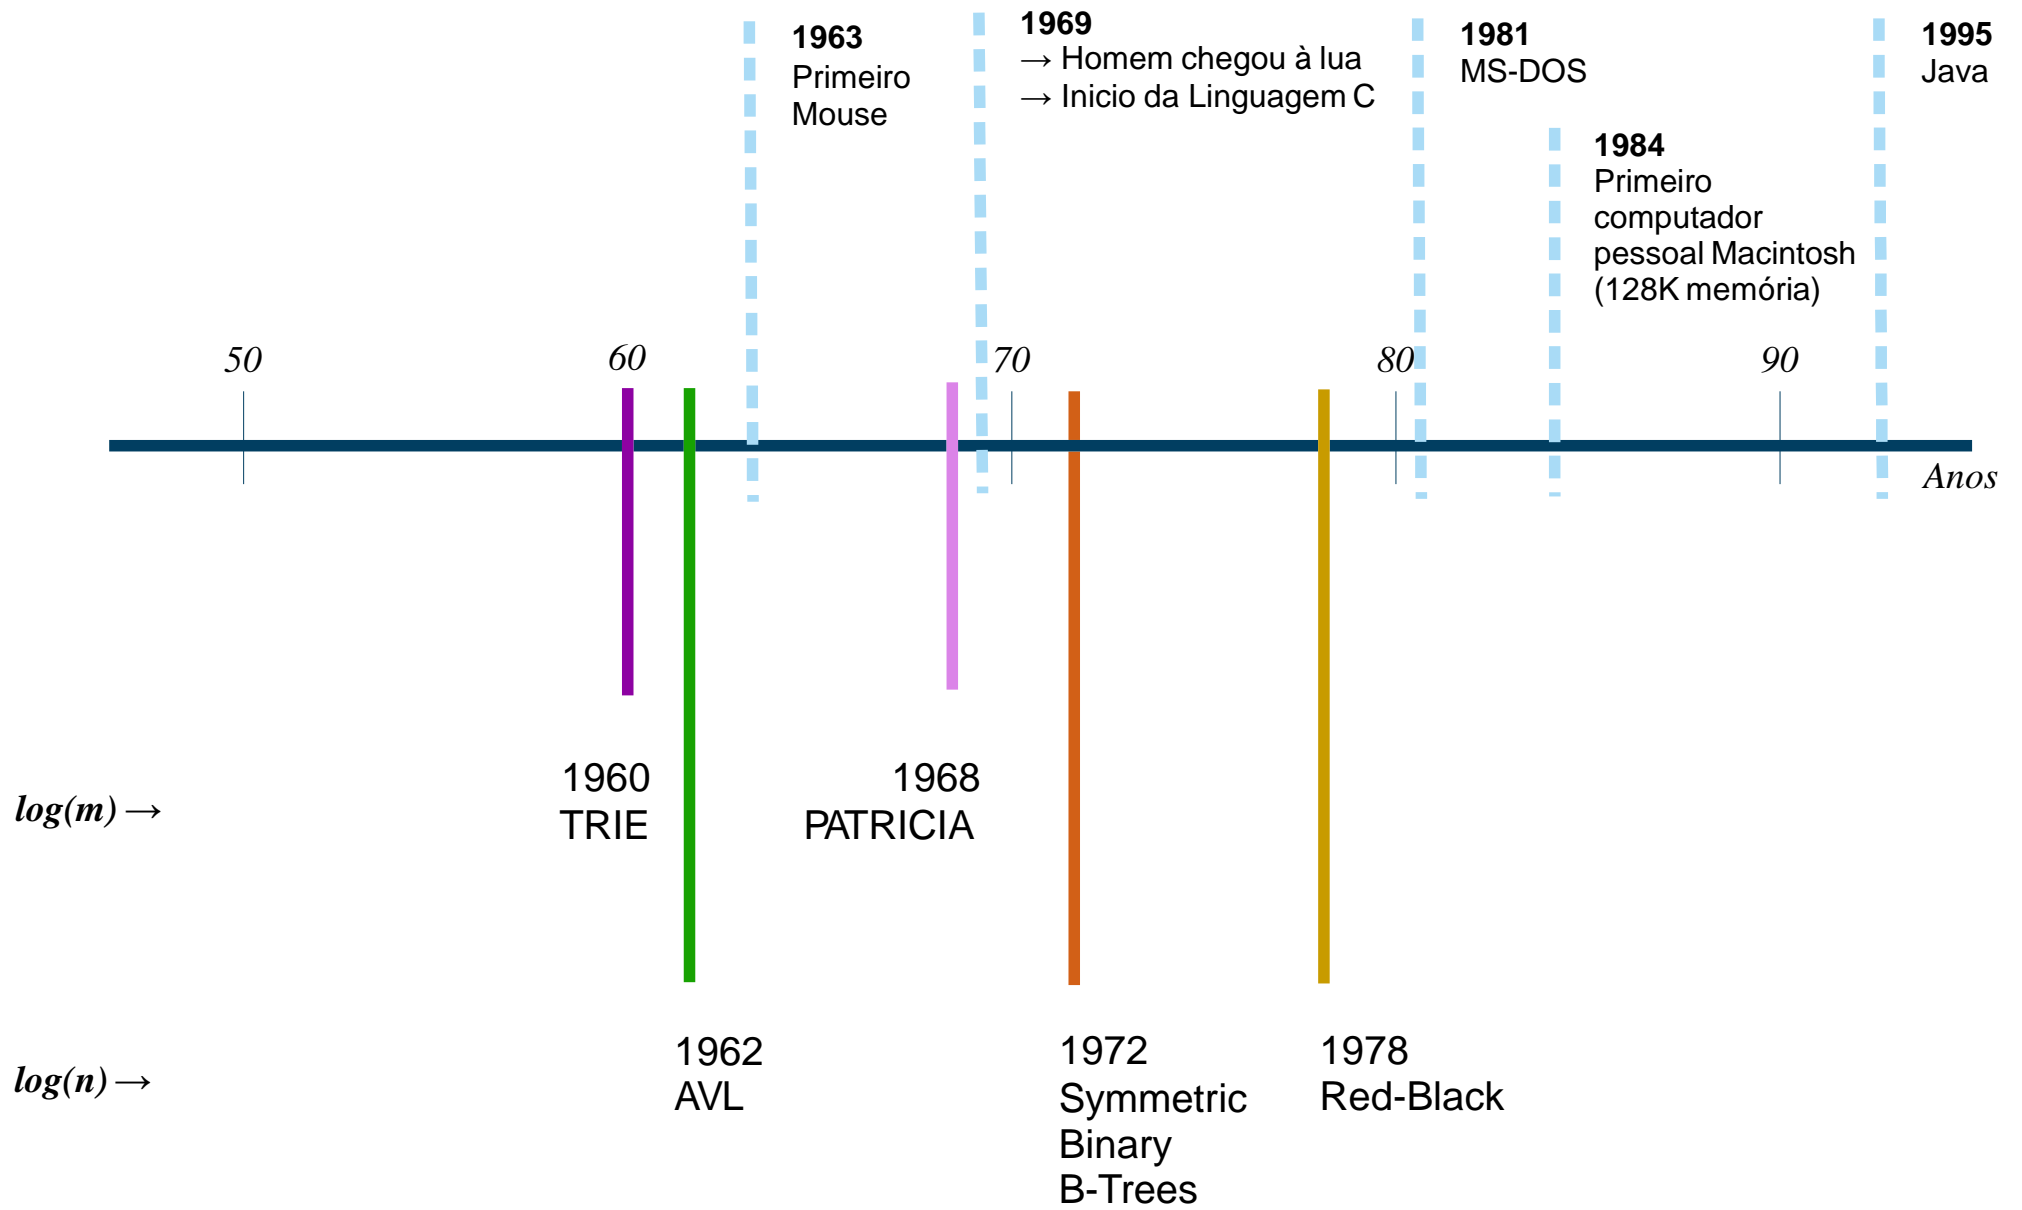 1963
Primeiro
Mouse
1969
→ Homem chegou à lua
→ Inicio da Linguagem C
1981
MS-DOS
1984
Primeiro
computador
pessoal Macintosh
(128K memória)
1995
Java
50
60
70
80
90
Anos
log(m) →
1960
TRIE
1968
PATRICIA
log(n) →
1962
AVL
1972
Symmetric
Binary
B-Trees
1978
Red-Black